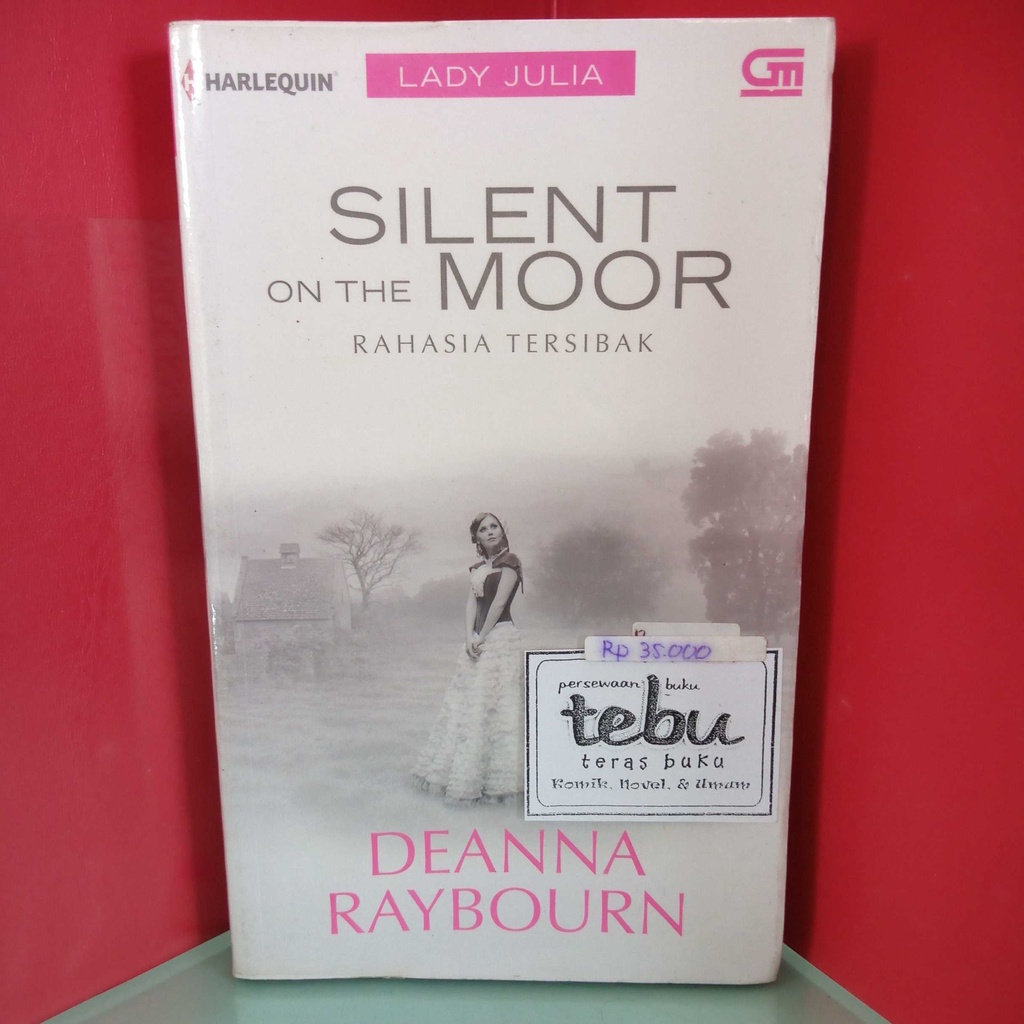 HARLEQUIN®
LADY JULIA
GM
SILENT
ON THE MOOR
RAHASIA TERSIBAK
Rp 35.000
persewaan buku
tebu
teras buku
Komik, Novel, & Umum
DEANNA
RAYBOURN